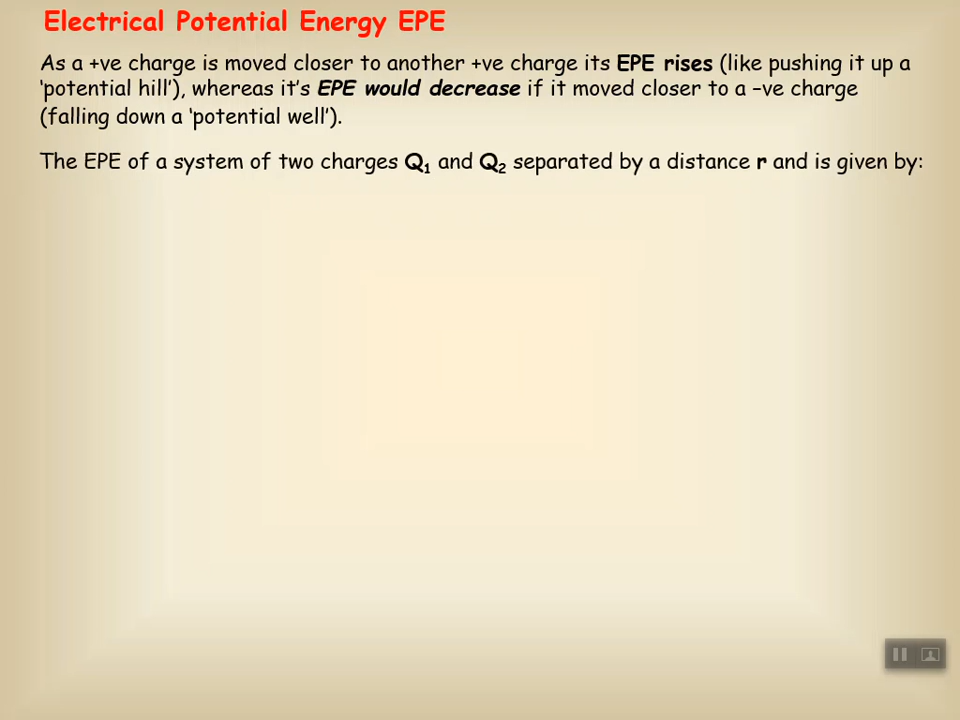 Electrical Potential Energy EPE
As a +ve charge is moved closer to another +ve charge its EPE rises (like pushing it up a
‘potential hill’), whereas it’s EPE would decrease if it moved closer to a –ve charge
(falling down a ‘potential well’).
The EPE of a system of two charges Q₁ and Q₂ separated by a distance r and is given by: